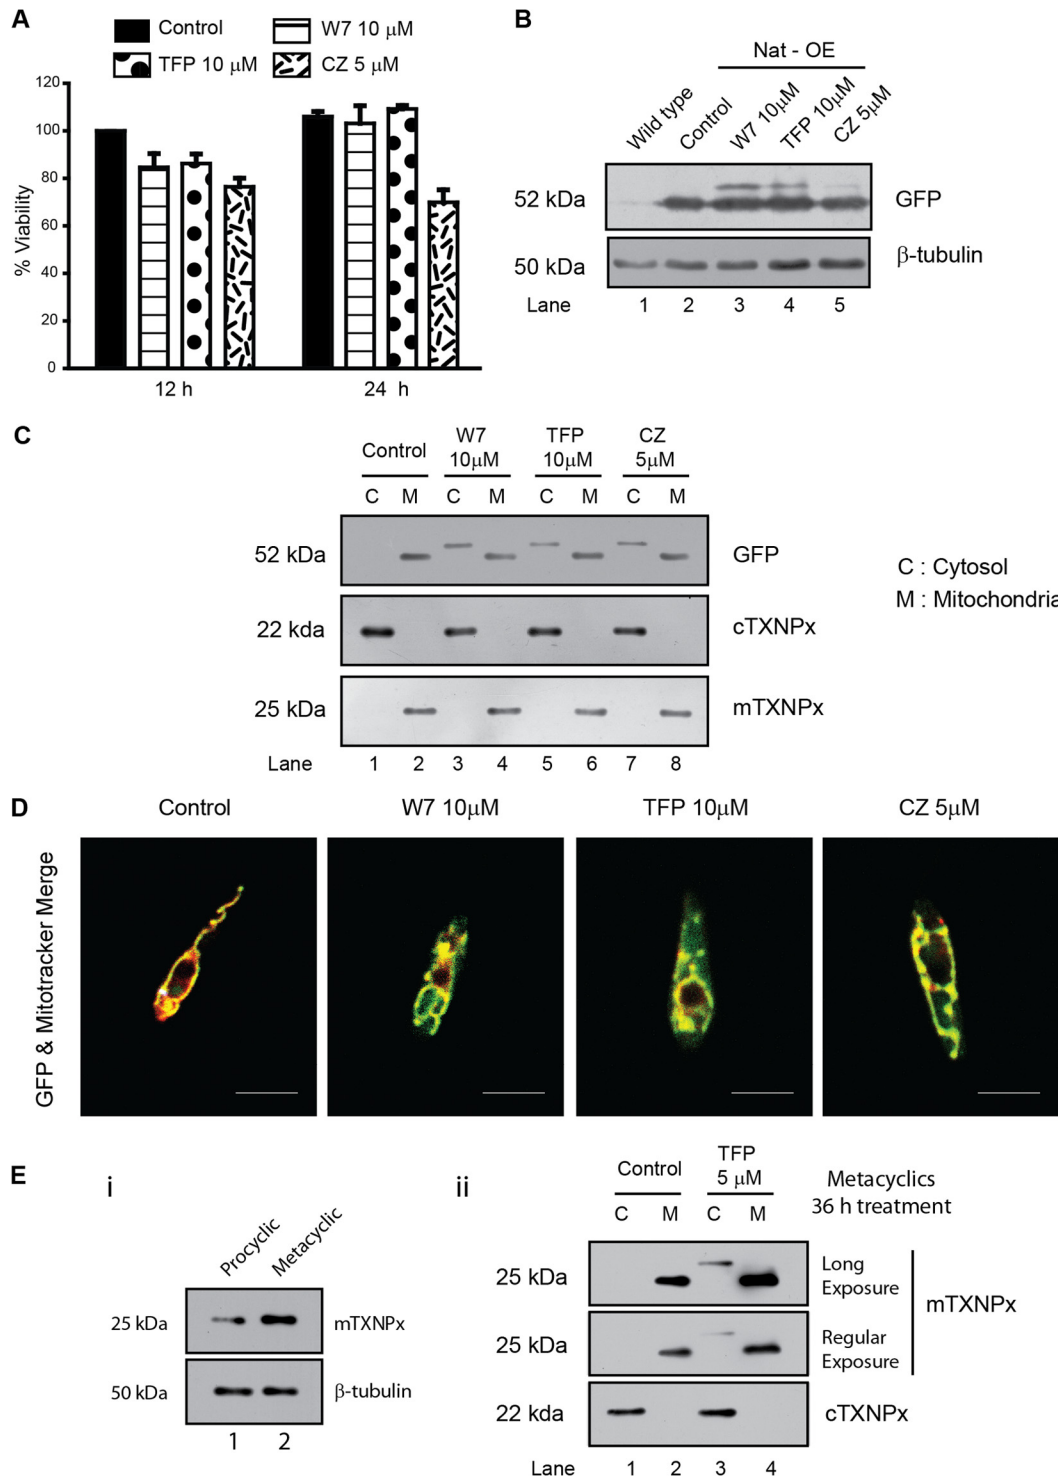 A
Control
W7 10 μM
TFP 10 μM
CZ 5 μM
% Viability
120
100
80
60
40
20
0
12 h
24 h
B
Nat - OE
Wild type
Control
W7 10μM
TFP 10μM
CZ 5μM
52 kDa
GFP
50 kDa
β-tubulin
Lane 1 2 3 4 5
C
Control
W7 10μM
TFP 10μM
CZ 5μM
C M C M C M C M
52 kDa
GFP
22 kda
cTXNPx
25 kDa
mTXNPx
Lane 1 2 3 4 5 6 7 8
C : Cytosol
M : Mitochondria
D
Control
W7 10μM
TFP 10μM
CZ 5μM
GFP & Mitotracker Merge
E
i
Procyclic
Metacyclic
25 kDa
mTXNPx
50 kDa
β-tubulin
1 2
ii
Control
TFP 5 μM
Metacyclics
36 h treatment
C M C M
25 kDa
Long Exposure
25 kDa
Regular Exposure
mTXNPx
22 kda
cTXNPx
Lane 1 2 3 4